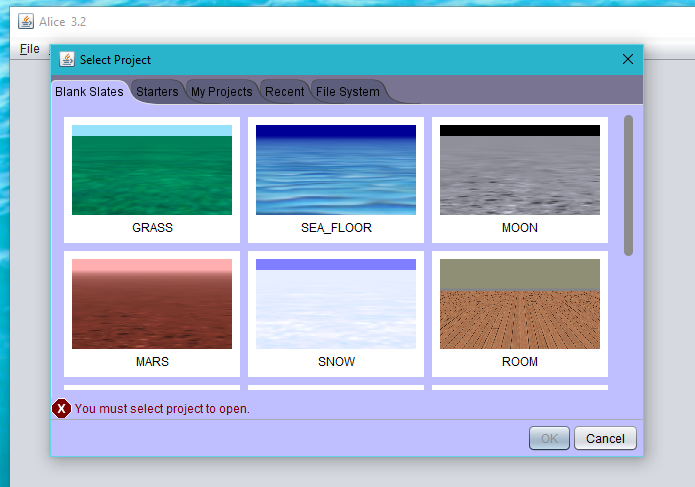 Alice 3.2
File
Select Project
Blank Slates Starters My Projects Recent File System
GRASS SEA_FLOOR MOON
MARS SNOW ROOM
X You must select project to open.
OK Cancel